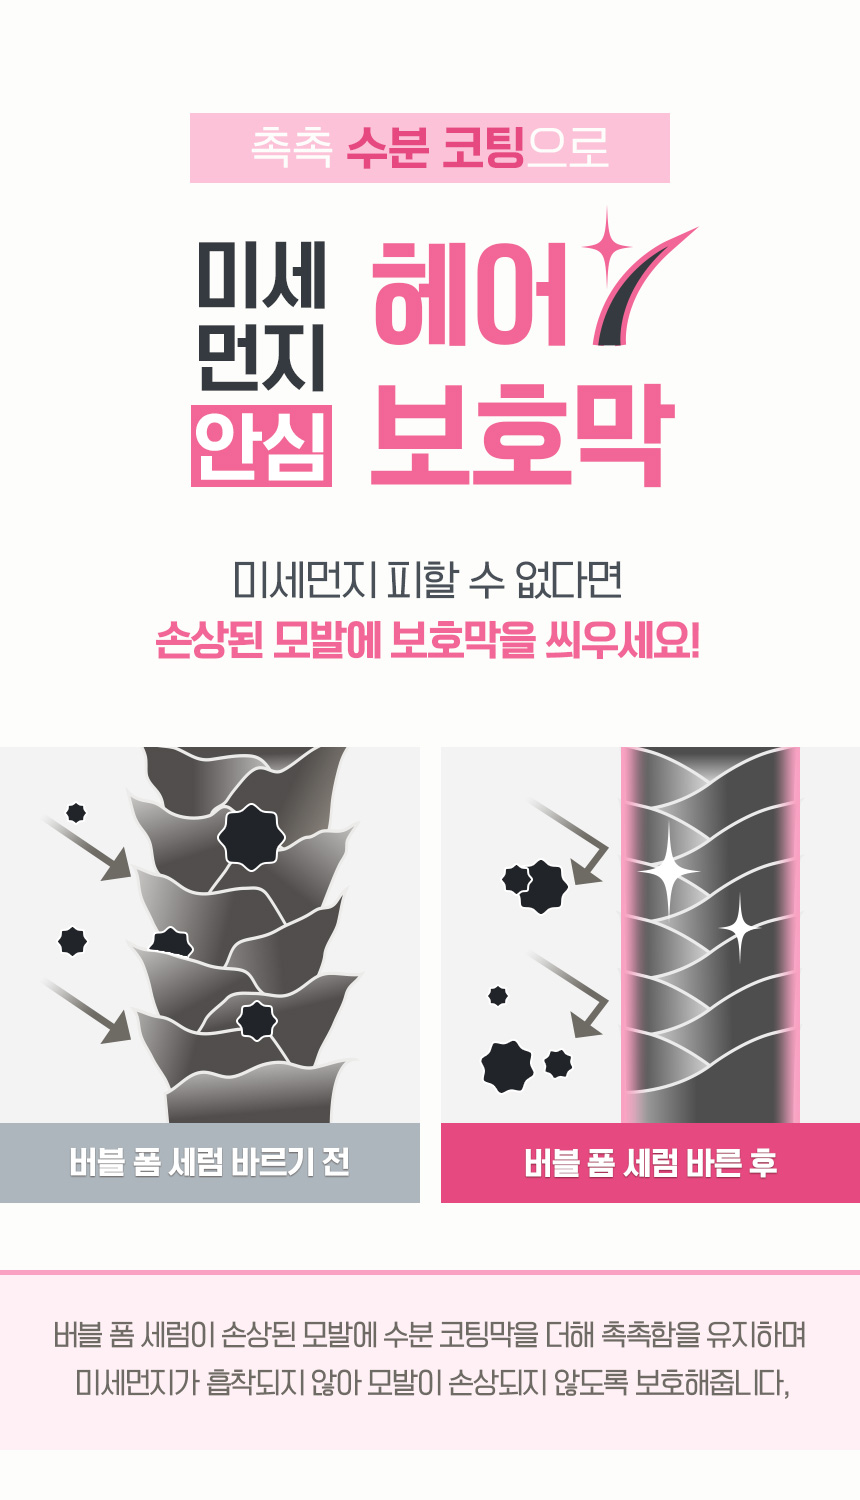 촉촉 수분 코팅으로
미세
먼지
안심
헤어
보호막
미세먼지 피할 수 없다면
손상된 모발에 보호막을 씌우세요!
버블 폼 세럼 바르기 전
버블 폼 세럼 바른 후
버블 폼 세럼이 손상된 모발에 수분 코팅막을 더해 촉촉함을 유지하며
미세먼지가 흡착되지 않아 모발이 손상되지 않도록 보호해줍니다,